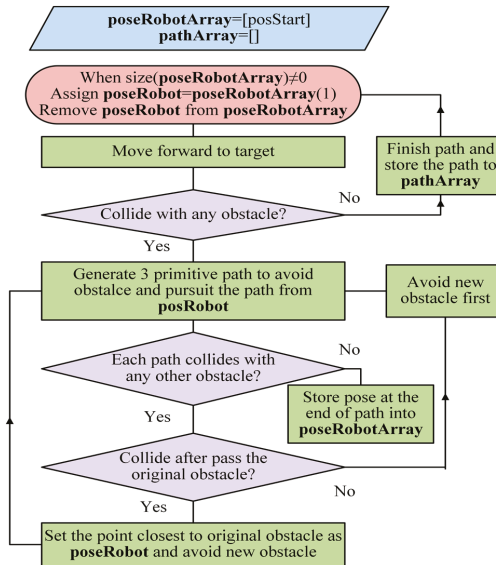 poseRobotArray=[posStart]
pathArray=[]
When size(poseRobotArray)≠0
Assign poseRobot=poseRobotArray(1)
Remove poseRobot from poseRobotArray
Move forward to target
Finish path and
store the path to
pathArray
Collide with any obstacle?
No
Yes
Generate 3 primitive path to avoid
obstalce and pursuit the path from
posRobot
Avoid new
obstacle first
Each path collides with
any other obstacle?
No
Store pose at the
end of path into
poseRobotArray
Yes
Collide after pass the
original obstacle?
No
Yes
Set the point closest to original obstacle as
poseRobot and avoid new obstacle